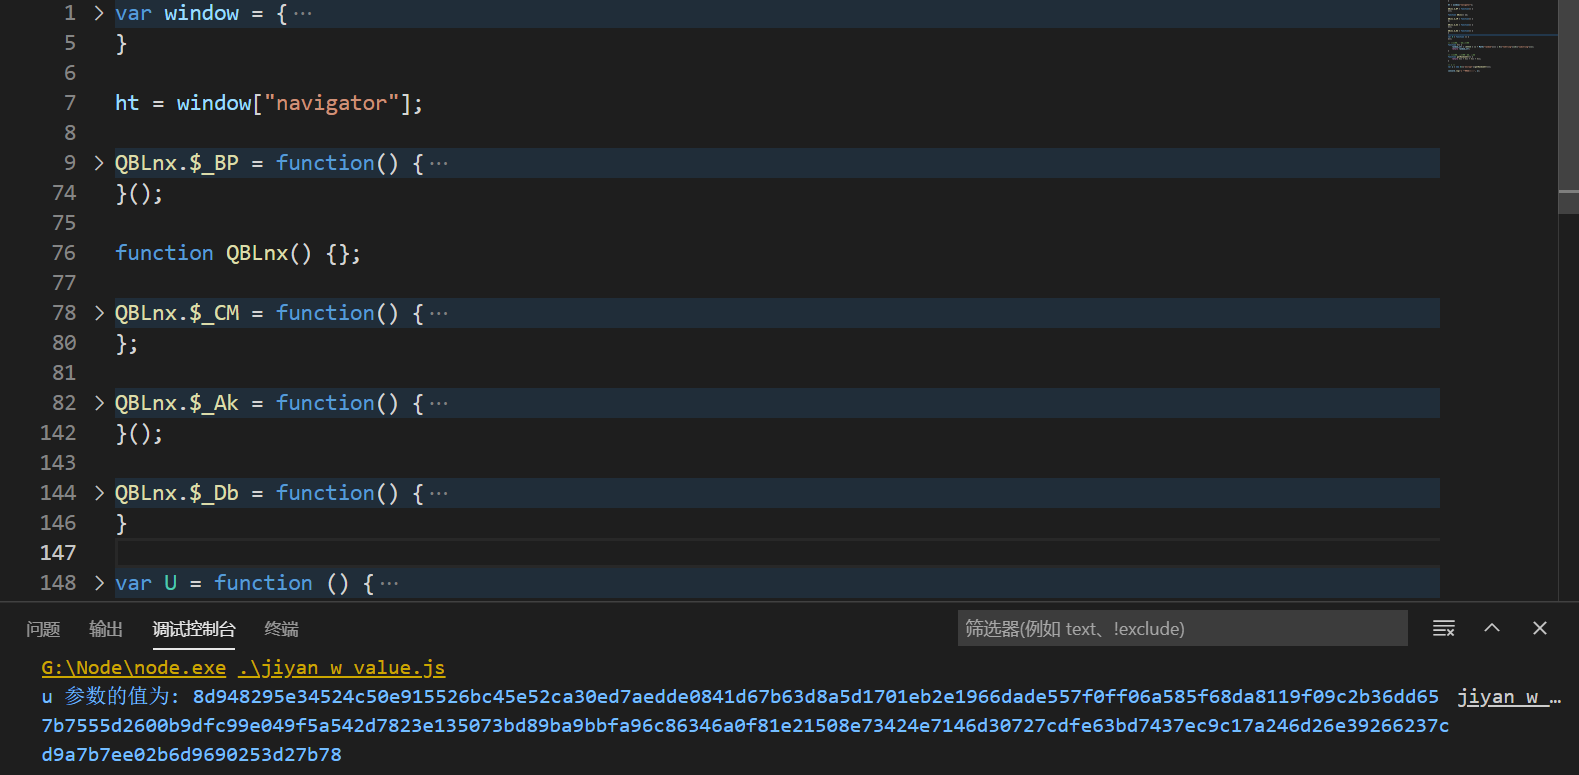 1 > var window = {···
5 }
6
7 ht = window["navigator"];
8
9 > QBLnx.$_BP = function() {···
74 }();
75
76 function QBLnx() {};
77
78 > QBLnx.$_CM = function() {···
80 };
81
82 > QBLnx.$_Ak = function() {···
142 }();
143
144 > QBLnx.$_Db = function() {···
146 }
147
148 > var U = function () {···
问题 输出 调试控制台 终端 筛选器(例如 text、!exclude)
G:\Node\node.exe .\jiyan_w_value.js
u 参数的值为: 8d948295e34524c50e915526bc45e52ca30ed7aedde0841d67b63d8a5d1701eb2e1966dade557f0ff06a585f68da8119f09c2b36dd65 jiyan_w_…
7b7555d2600b9dfc99e049f5a542d7823e135073bd89ba9bbfa96c86346a0f81e21508e73424e7146d30727cdfe63bd7437ec9c17a246d26e39266237c
d9a7b7ee02b6d9690253d27b78